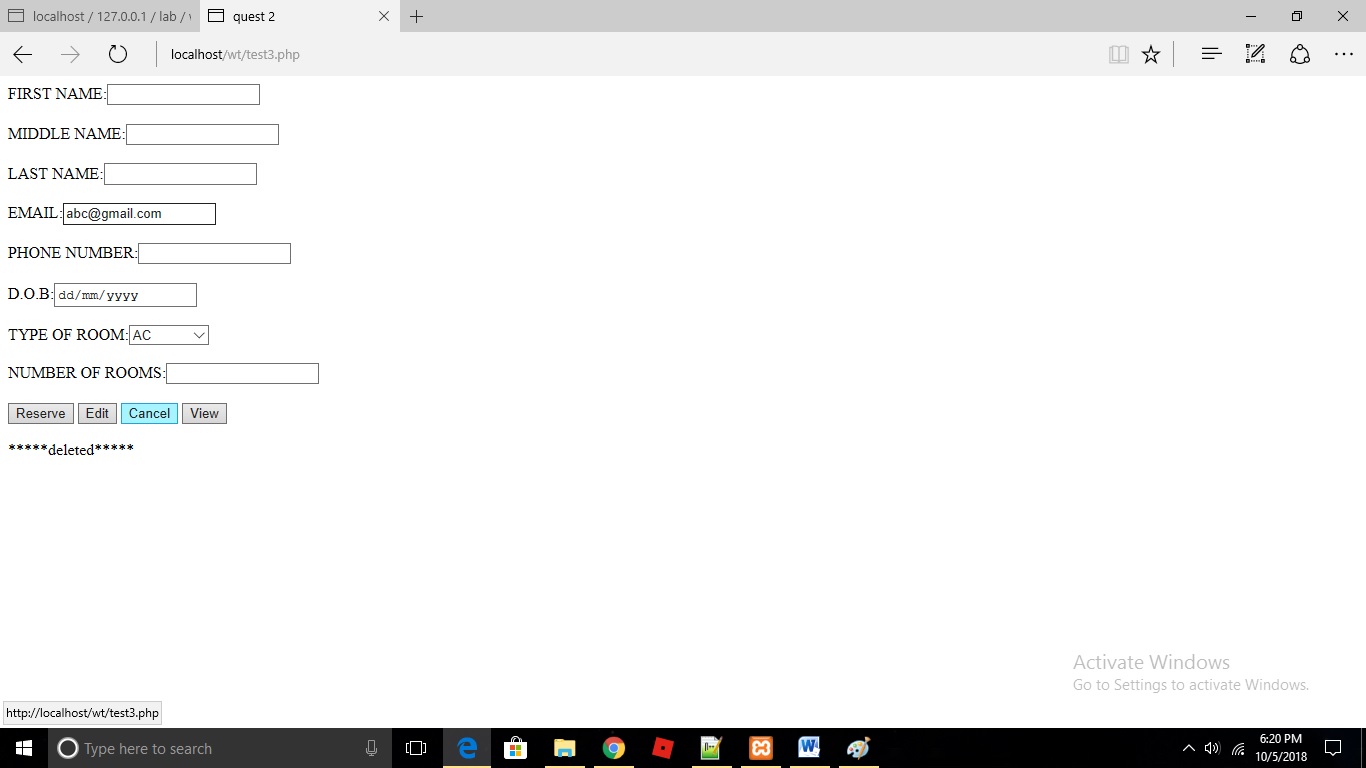 localhost / 127.0.0.1 / lab /
quest 2
localhost/wt/test3.php
FIRST NAME:
MIDDLE NAME:
LAST NAME:
EMAIL:abc@gmail.com
PHONE NUMBER:
D.O.B:dd/mm/yyyy
TYPE OF ROOM:AC
NUMBER OF ROOMS:
Reserve Edit Cancel View
*****deleted*****
Activate Windows
Go to Settings to activate Windows.
http://localhost/wt/test3.php
Type here to search
6:20 PM
10/5/2018